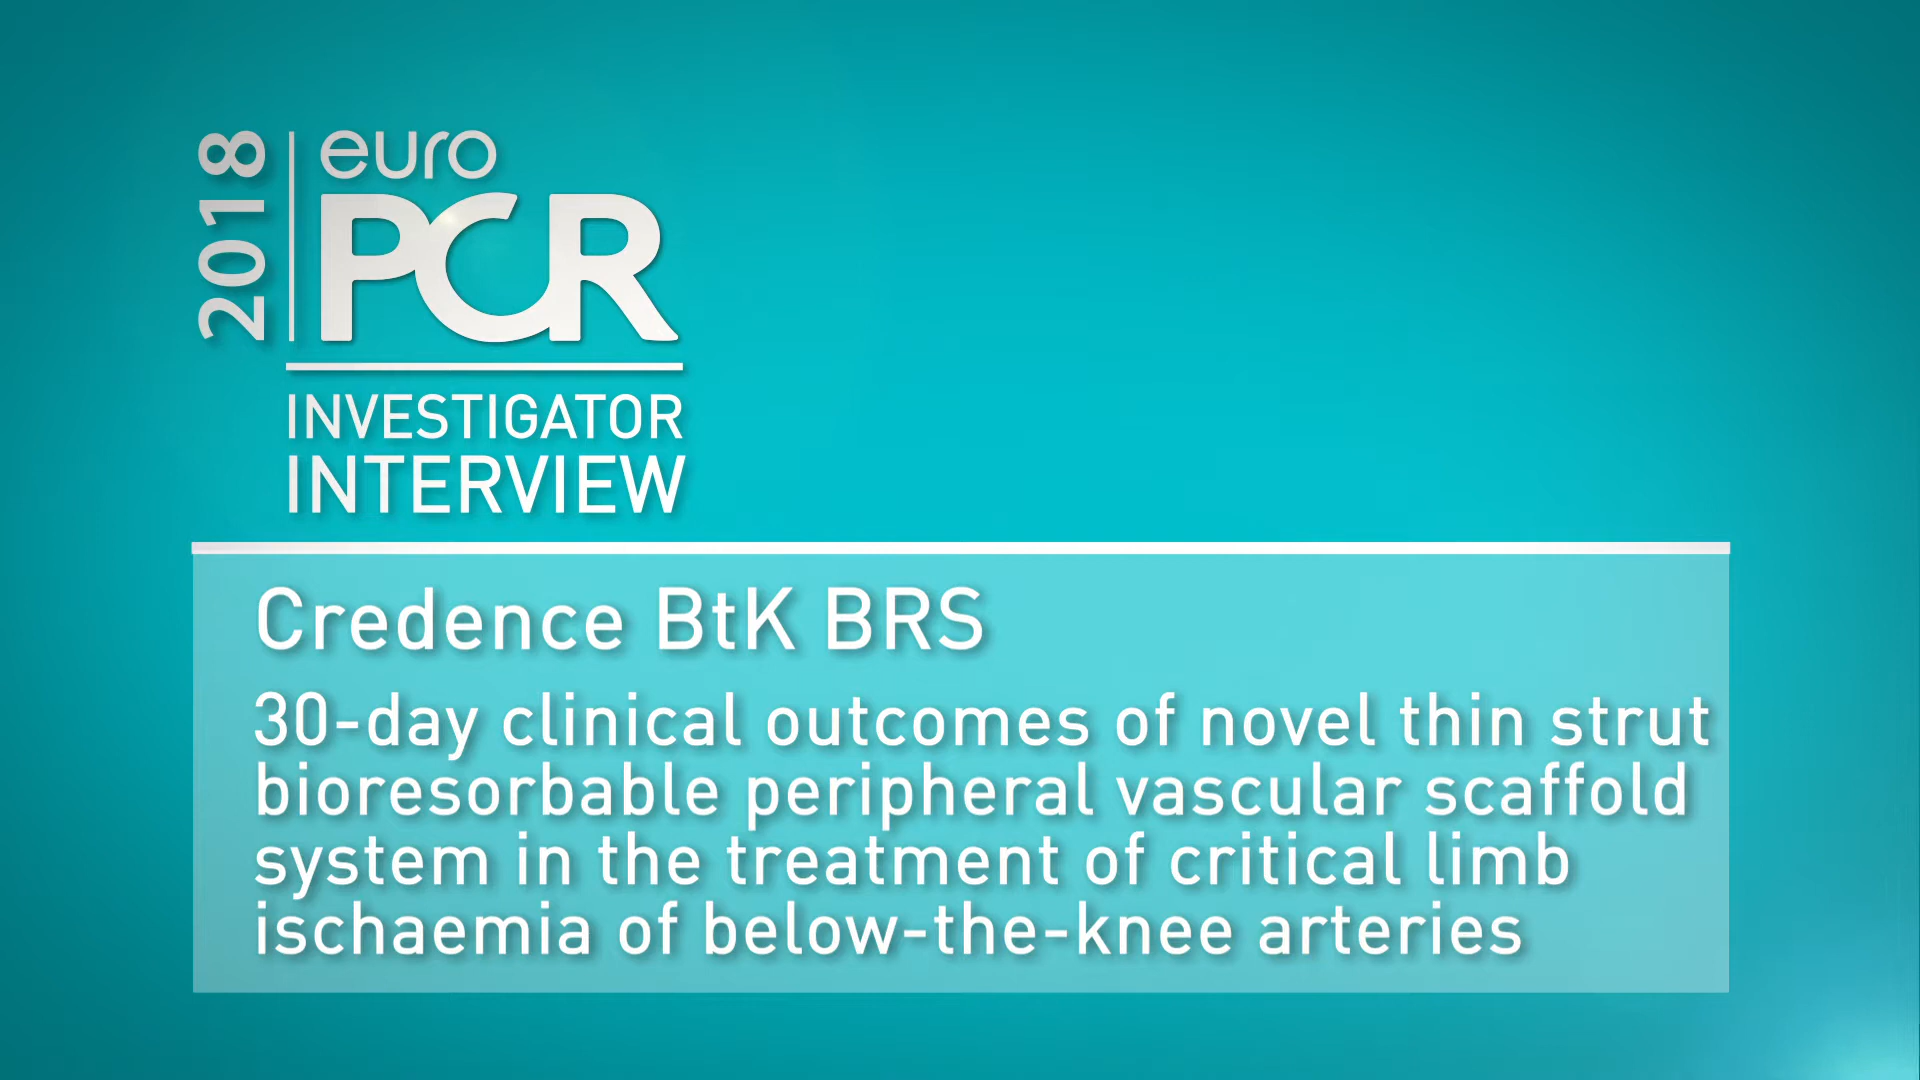 2018
euro
PCR
INVESTIGATOR
INTERVIEW
Credence BtK BRS
30-day clinical outcomes of novel thin strut
bioresorbable peripheral vascular scaffold
system in the treatment of critical limb
ischaemia of below-the-knee arteries